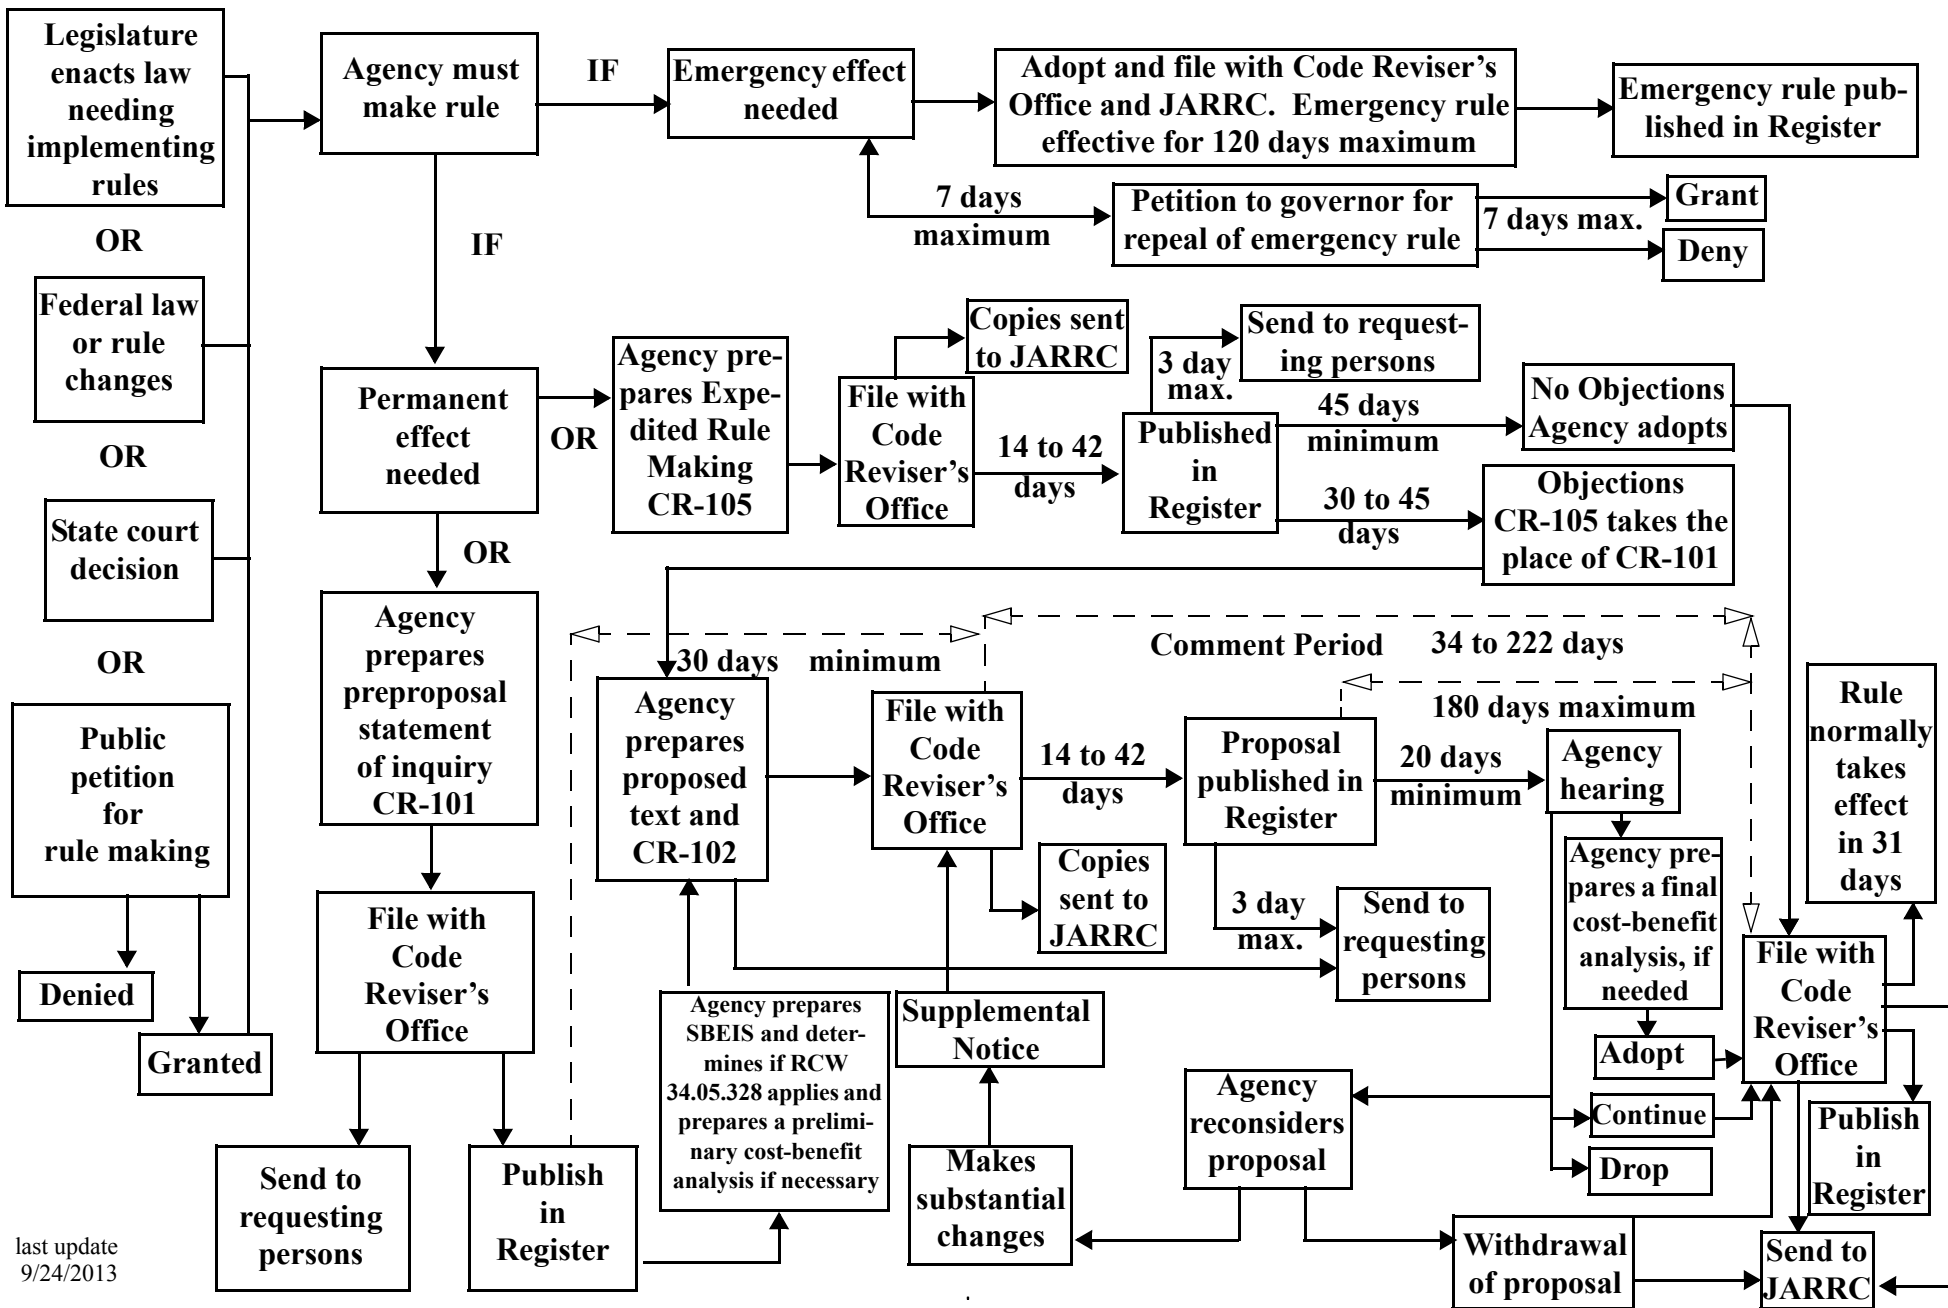 Legislature
enacts law
needing
implementing
rules
OR
Federal law
or rule
changes
OR
State court
decision
OR
Public
petition
for
rule making
Denied
Granted
Agency must
make rule
IF
Emergency effect
needed
Adopt and file with Code Reviser's
Office and JARRC. Emergency rule
effective for 120 days maximum
Emergency rule pub-
lished in Register
7 days
maximum
Petition to governor for
repeal of emergency rule
7 days max.
Grant
Deny
IF
Permanent
effect
needed
OR
Agency pre-
pares Expe-
dited Rule
Making
CR-105
File with
Code
Reviser's
Office
Copies sent
to JARRC
14 to 42
days
Published
in
Register
3 day
max.
Send to request-
ing persons
45 days
minimum
No Objections
Agency adopts
30 to 45
days
Objections
CR-105 takes the
place of CR-101
OR
Agency
prepares
preproposal
statement
of inquiry
CR-101
File with
Code
Reviser's
Office
Send to
requesting
persons
Publish
in
Register
30 days minimum
Agency
prepares
proposed
text and
CR-102
Agency prepares
SBEIS and deter-
mines if RCW
34.05.328 applies and
prepares a prelimi-
nary cost-benefit
analysis if necessary
File with
Code
Reviser's
Office
Copies
sent to
JARRC
Supplemental
Notice
Makes
substantial
changes
Comment Period 34 to 222 days
14 to 42
days
Proposal
published in
Register
180 days maximum
20 days
minimum
3 day
max.
Send to
requesting
persons
Agency
hearing
Agency pre-
pares a final
cost-benefit
analysis, if
needed
Adopt
Continue
Drop
Agency
reconsiders
proposal
Withdrawal
of proposal
File with
Code
Reviser's
Office
Rule
normally
takes
effect
in 31
days
Publish
in
Register
Send to
JARRC
last update
9/24/2013